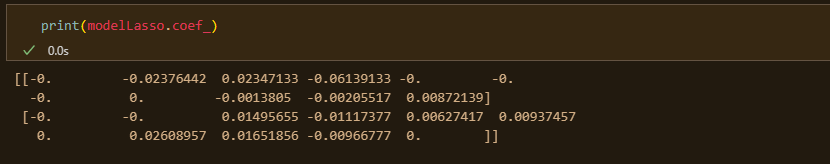 print(modelLasso.coef_)
✓ 0.0s
[[-0.         -0.02376442  0.02347133 -0.06139133 -0.         -0.
  -0.          0.         -0.0013805  -0.00205517  0.00872139]
 [-0.         -0.          0.01495655 -0.01117377  0.00627417  0.00937457
   0.          0.02608957  0.01651856 -0.00966777  0.        ]]